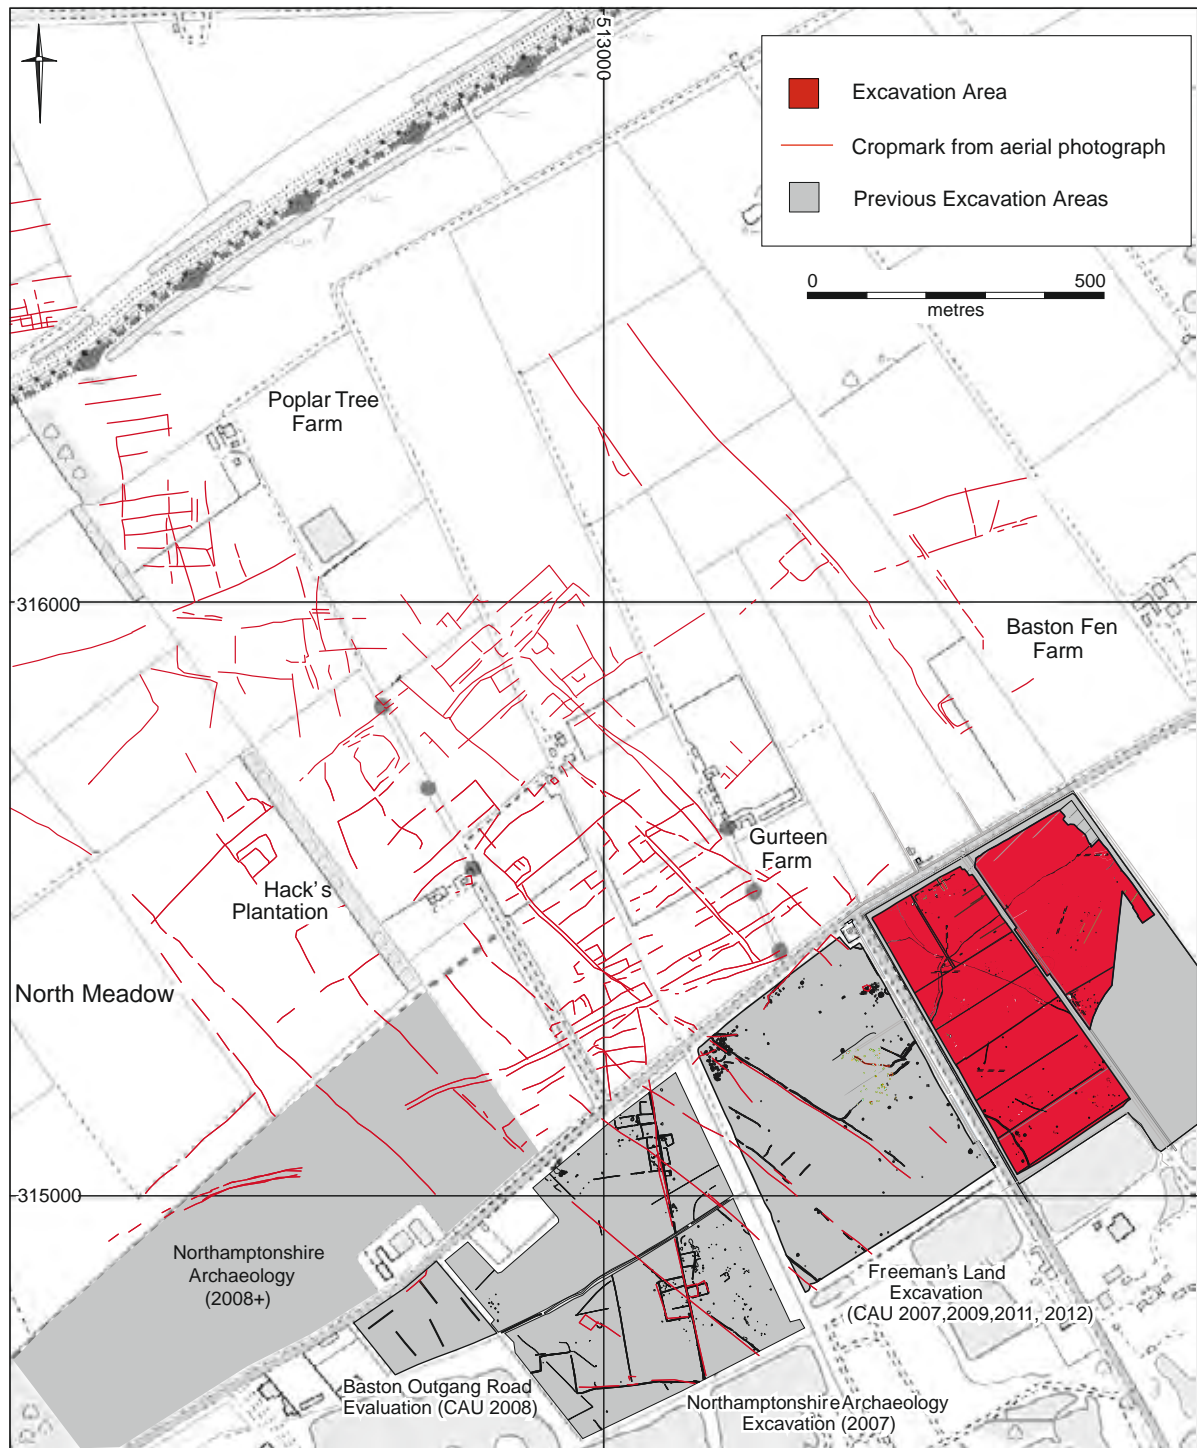 513000
Excavation Area
Cropmark from aerial photograph
Previous Excavation Areas
0 500
metres
Poplar Tree
Farm
316000
Baston Fen
Farm
Gurteen
Farm
Hack's
Plantation
North Meadow
315000
Northamptonshire
Archaeology
(2008+)
Freeman's Land
Excavation
(CAU 2007,2009,2011, 2012)
Baston Outgang Road
Evaluation (CAU 2008)
Northamptonshire Archaeology
Excavation (2007)